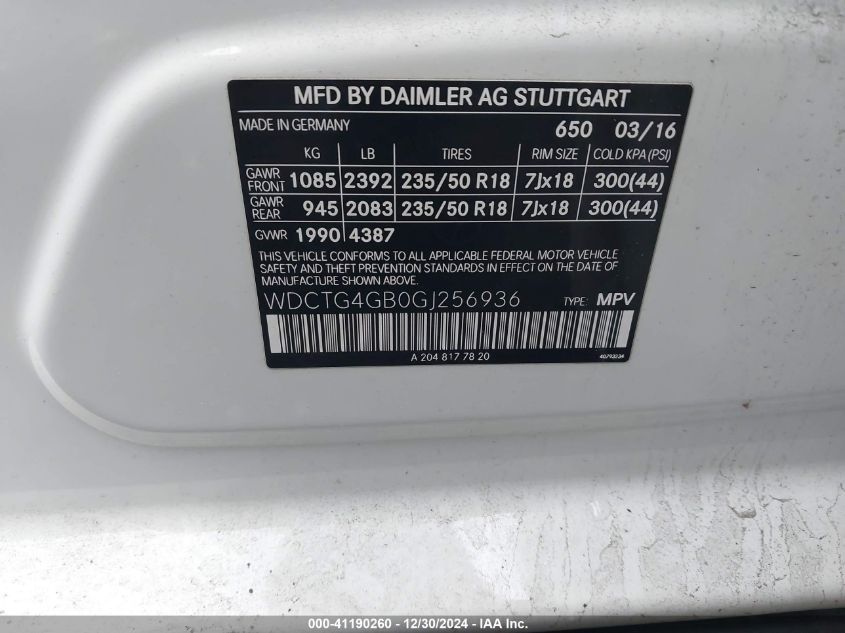 MFD BY DAIMLER AG STUTTGART
MADE IN GERMANY 650 03/16
KG LB TIRES RIM SIZE COLD KPA (PSI)
GAWR FRONT 1085 2392 235/50 R18 7Jx18 300(44)
GAWR REAR 945 2083 235/50 R18 7Jx18 300(44)
GVWR 1990 4387
THIS VEHICLE CONFORMS TO ALL APPLICABLE FEDERAL MOTOR VEHICLE
SAFETY AND THEFT PREVENTION STANDARDS IN EFFECT ON THE DATE OF
MANUFACTURE SHOWN ABOVE.
WDCTG4GB0GJ256936 TYPE: MPV
A 204 817 78 20
000-41190260 - 12/30/2024 - IAA Inc.